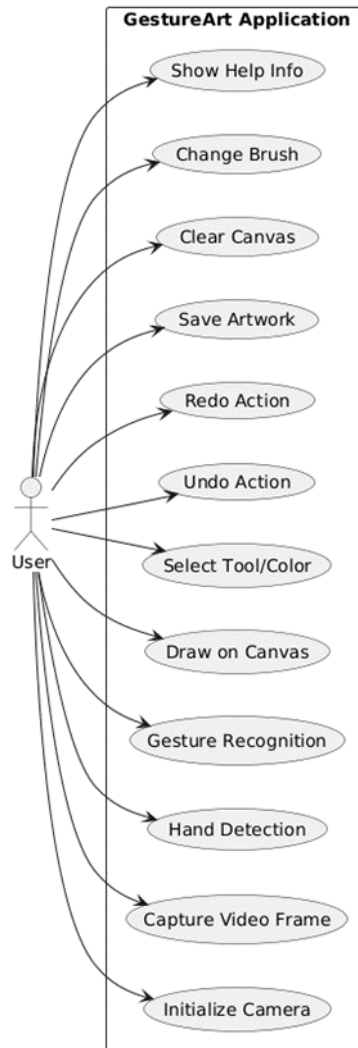 GestureArt Application
Show Help Info
Change Brush
Clear Canvas
Save Artwork
Redo Action
Undo Action
Select Tool/Color
User
Draw on Canvas
Gesture Recognition
Hand Detection
Capture Video Frame
Initialize Camera